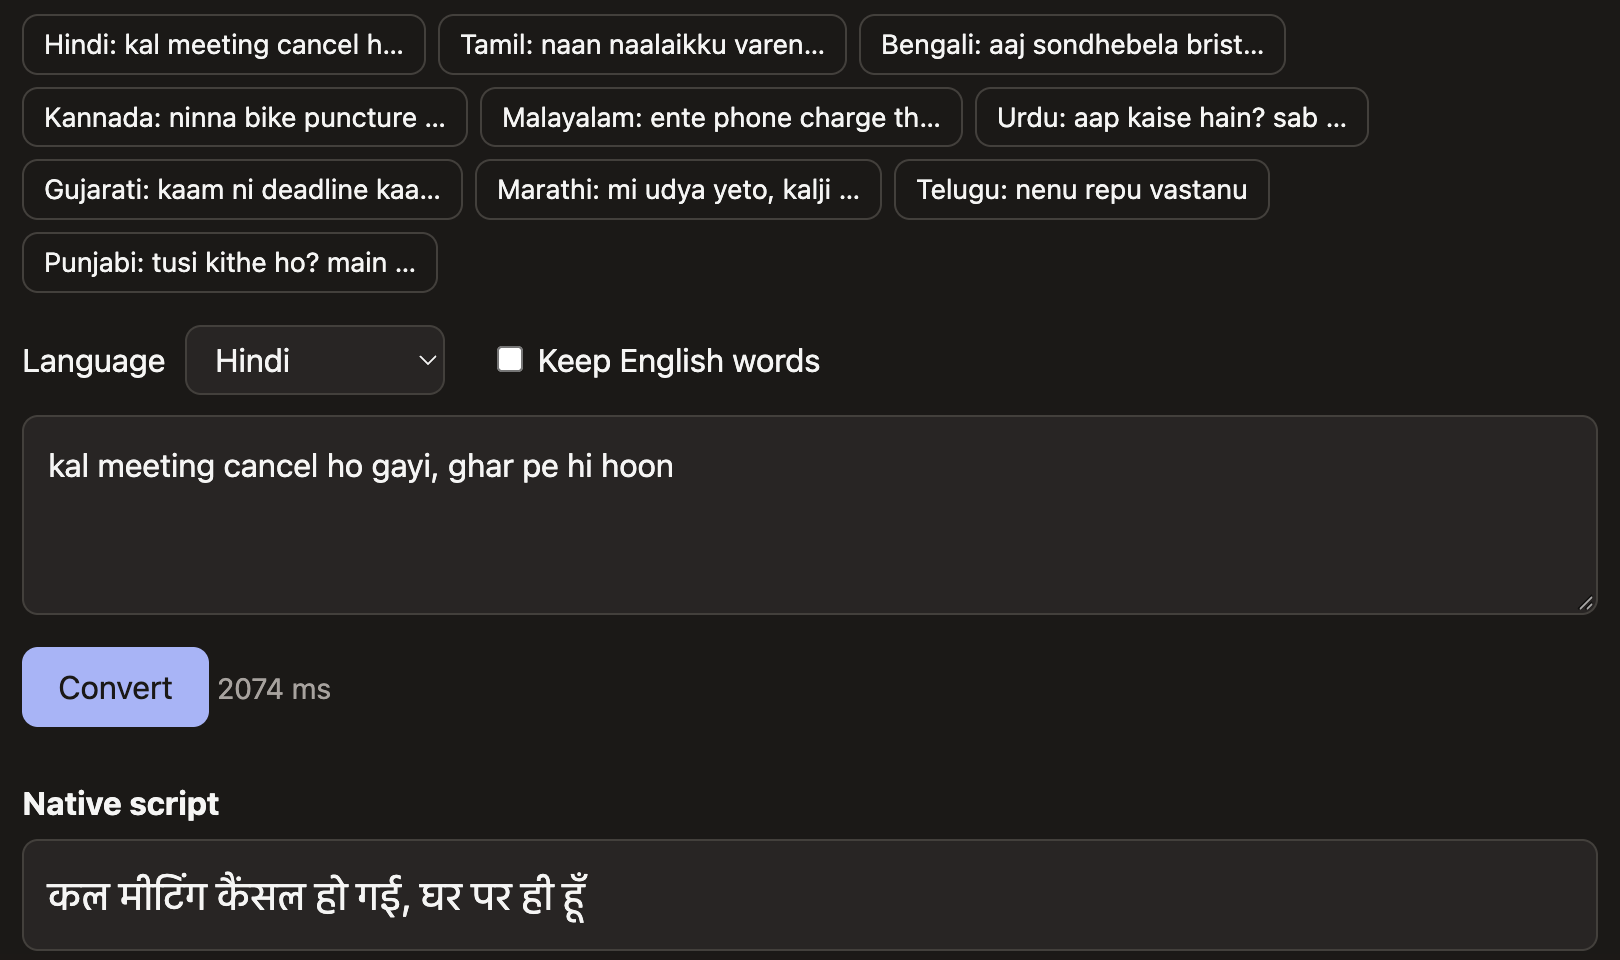 Hindi: kal meeting cancel h... Tamil: naan naalaikku varen... Bengali: aaj sondhebela brist...
Kannada: ninna bike puncture ... Malayalam: ente phone charge th... Urdu: aap kaise hain? sab ...
Gujarati: kaam ni deadline kaa... Marathi: mi udya yeto, kalji ... Telugu: nenu repu vastanu
Punjabi: tusi kithe ho? main ...
Language Hindi Keep English words
kal meeting cancel ho gayi, ghar pe hi hoon
Convert 2074 ms
Native script
कल मीटिंग कैंसल हो गई, घर पर ही हूँ